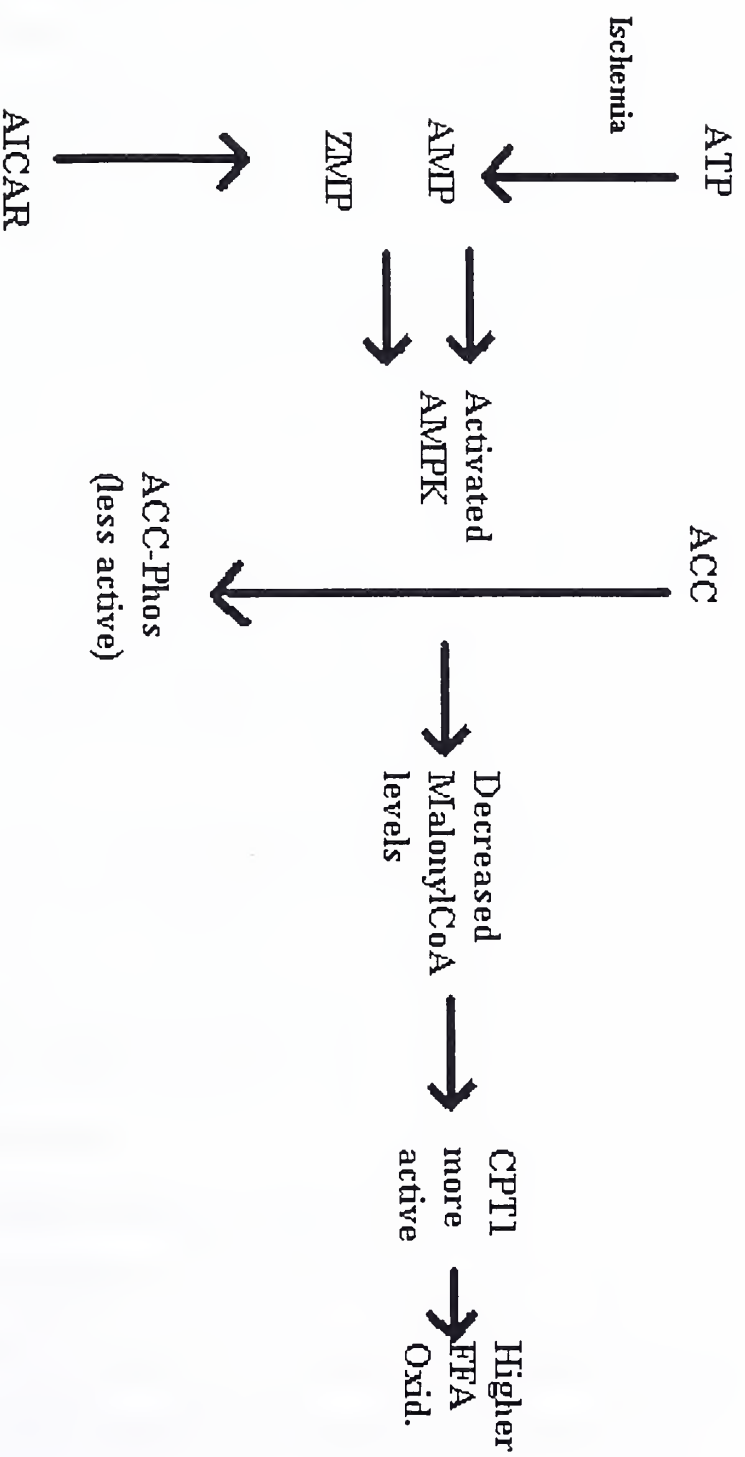 ATP
Ischemia
AMP
ZMP
AICAR
Activated
AMPK
ACC
ACC-Phos
(less active)
Decreased
MalonylCoA
levels
CPT1
more
active
Higher
FFA
Oxid.